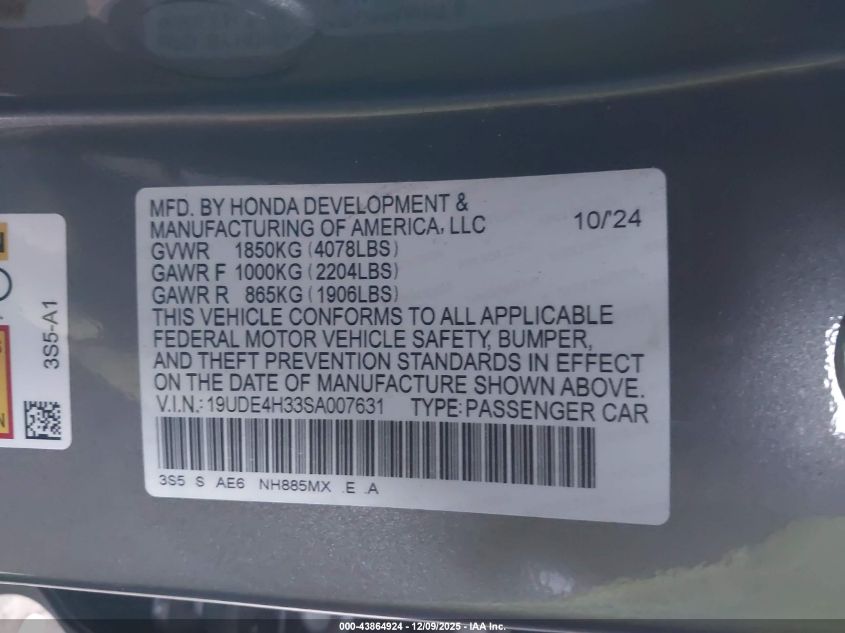 MFD. BY HONDA DEVELOPMENT &
MANUFACTURING OF AMERICA, LLC 10/'24
GVWR 1850KG (4078LBS)
GAWR F 1000KG (2204LBS)
GAWR R 865KG (1906LBS)
THIS VEHICLE CONFORMS TO ALL APPLICABLE
FEDERAL MOTOR VEHICLE SAFETY, BUMPER,
AND THEFT PREVENTION STANDARDS IN EFFECT
ON THE DATE OF MANUFACTURE SHOWN ABOVE.
V.I.N.: 19UDE4H33SA007631 TYPE: PASSENGER CAR
3S5 S AE6 NH885MX .E .A
3S5-A1
000-43864924 | 12/09/2025 - IAA Inc.